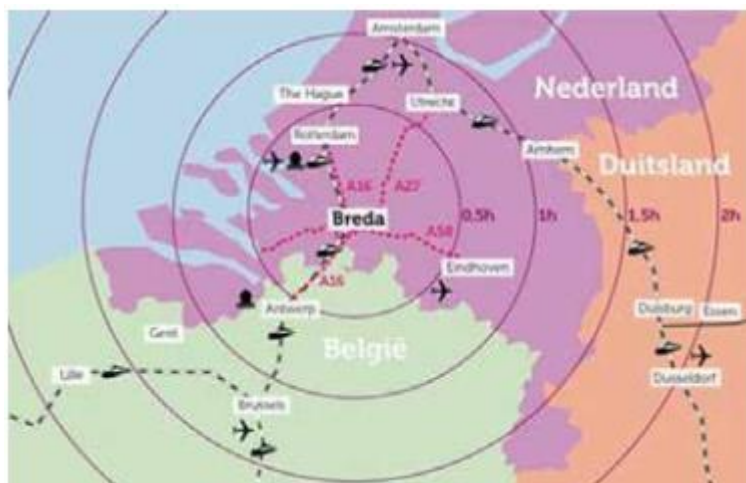 Amsterdam
Nederland
The Hague
Utrecht
Rotterdam
Arnhem
Duitsland
A16
A27
Breda
0.5h
1h
1.5h
2h
A58
Eindhoven
A16
Antwerp
Duisburg
Essen
Gent
België
Lille
Dusseldorf
Brussels